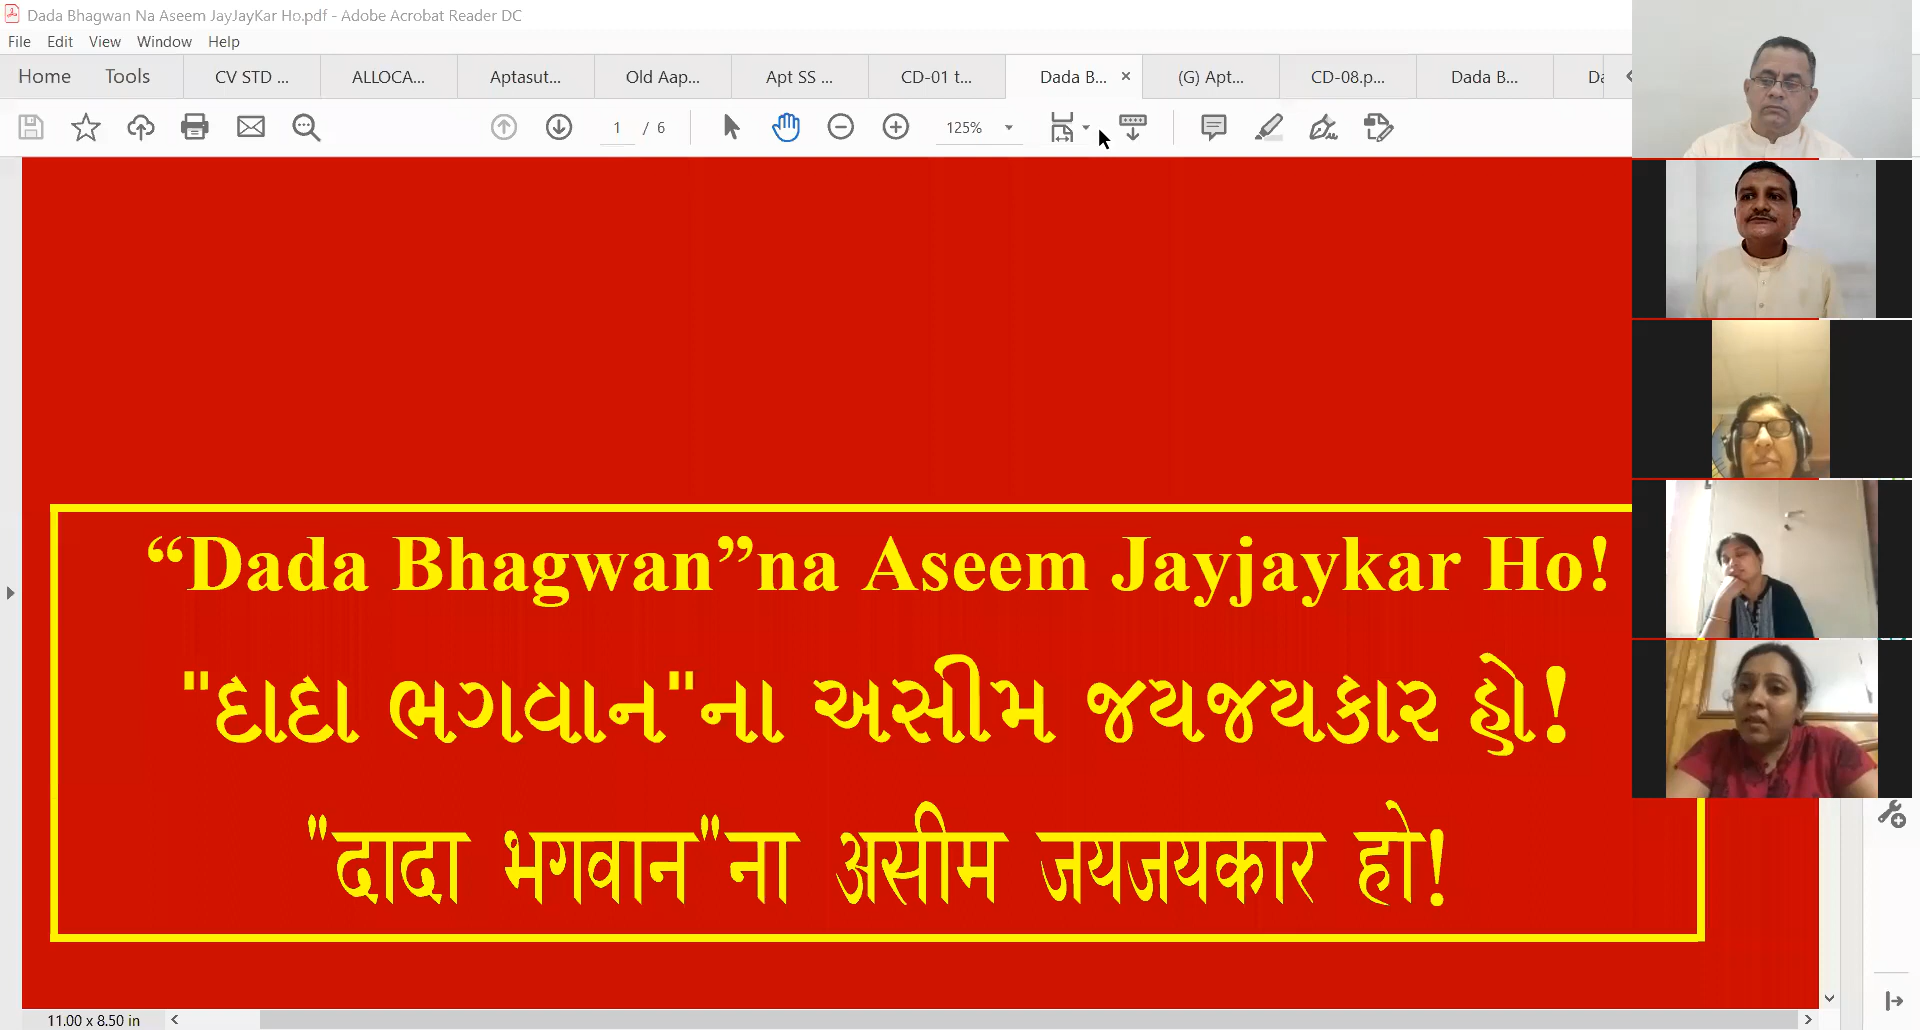 Dada Bhagwan Na Aseem JayJayKar Ho.pdf - Adobe Acrobat Reader DC
File Edit View Window Help
Home Tools CV STD ... ALLOCA... Aptasut... Old Aap... Apt SS ... CD-01 t... Dada B... × (G) Apt... CD-08.p... Dada B... Da
1 / 6 125%
“Dada Bhagwan”na Aseem Jayjaykar Ho!
"દાદા ભગવાન"ના અસીમ જયજયકાર હો!
"दादा भगवान"ना असीम जयजयकार हो!
11.00 x 8.50 in